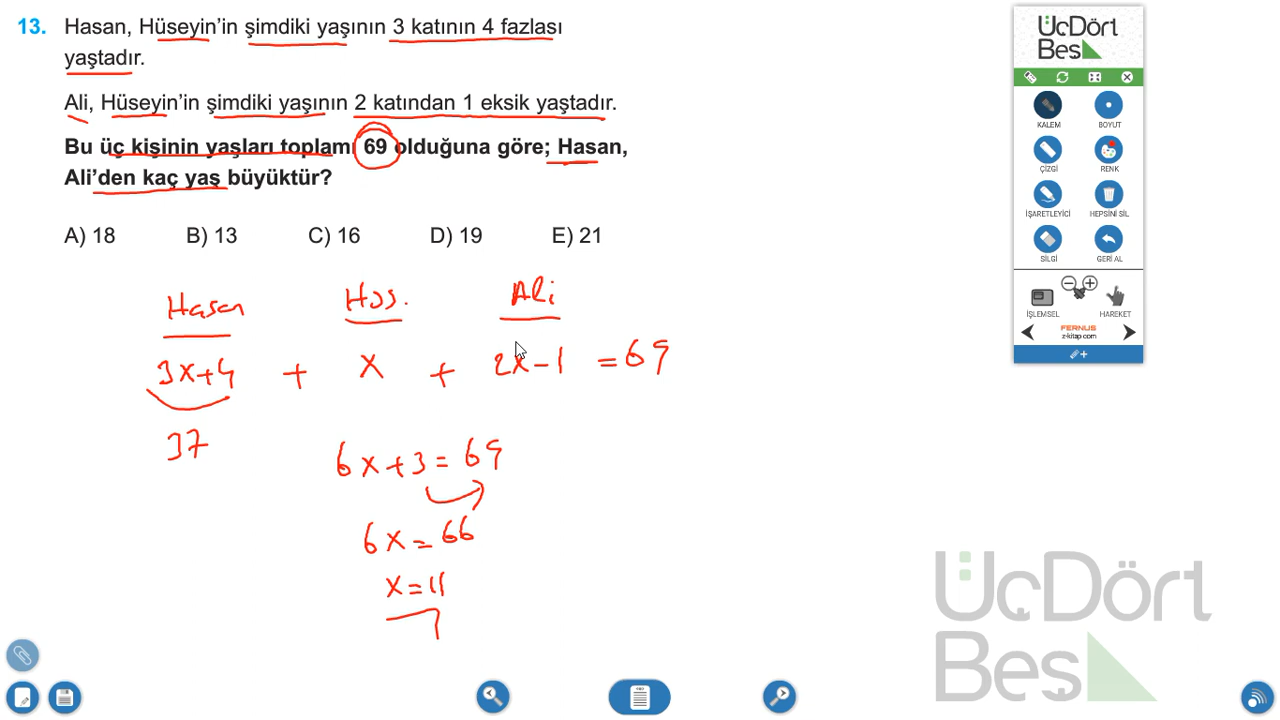 13. Hasan, Hüseyin'in şimdiki yaşının 3 katının 4 fazlası
yaştadır.
Ali, Hüseyin'in şimdiki yaşının 2 katından 1 eksik yaştadır.
Bu üç kişinin yaşları toplamı 69 olduğuna göre; Hasan,
Ali'den kaç yaş büyüktür?
A) 18 B) 13 C) 16 D) 19 E) 21
Hasan Hüs. Ali
3x+4 + x + 2x-1 = 69
37
6x+3 = 69
6x = 66
x = 11
ÜçDört
Beş
KALEM BOYUT
ÇİZGİ RENK
İŞARETLEYİCİ HEPSİNİ SİL
SİLGİ GERİ AL
İŞLEMSEL HAREKET
FERNUS
z-kitap.com
ÜçDört
Beş